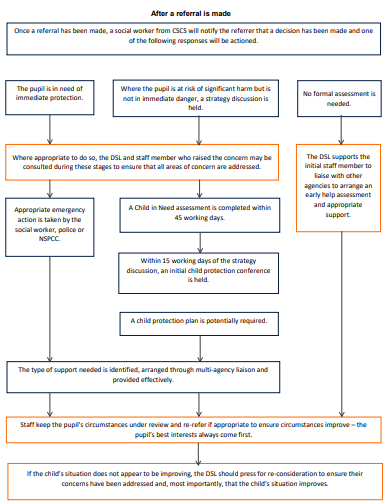 After a referral is made
Once a referral has been made, a social worker from CSCS will notify the referrer that a decision has been made and one
of the following responses will be actioned.
The pupil is in need of
immediate protection.
Where the pupil is at risk of significant harm but is
not in immediate danger, a strategy discussion is
held.
No formal assessment is
needed.
Where appropriate to do so, the DSL and staff member who raised the concern may be
consulted during these stages to ensure that all areas of concern are addressed.
The DSL supports the
initial staff member to
liaise with other
agencies to arrange an
early help assessment
and appropriate
support.
Appropriate emergency
action is taken by the
social worker, police or
NSPCC.
A Child in Need assessment is completed within
45 working days.
Within 15 working days of the strategy
discussion, an initial child protection conference
is held.
A child protection plan is potentially required.
The type of support needed is identified, arranged through multi-agency liaison and
provided effectively.
Staff keep the pupil's circumstances under review and re-refer if appropriate to ensure circumstances improve – the
pupil's best interests always come first.
If the child's situation does not appear to be improving, the DSL should press for re-consideration to ensure their
concerns have been addressed and, most importantly, that the child's situation improves.